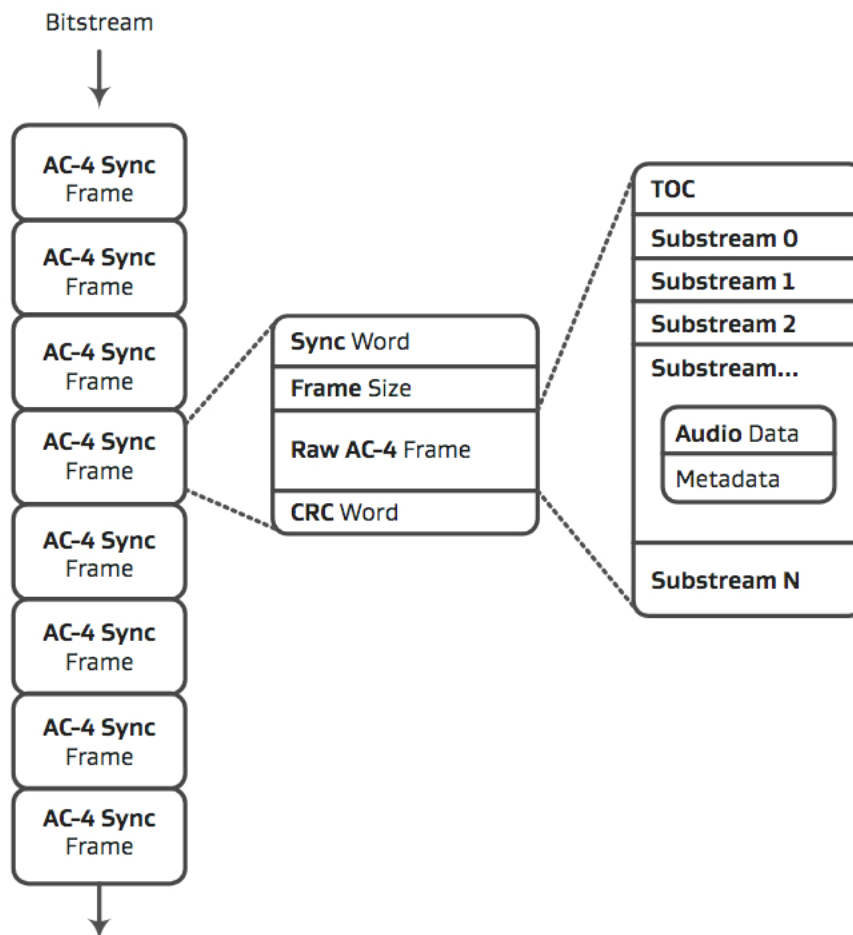 Bitstream
AC-4 Sync
Frame
AC-4 Sync
Frame
AC-4 Sync
Frame
AC-4 Sync
Frame
AC-4 Sync
Frame
AC-4 Sync
Frame
AC-4 Sync
Frame
AC-4 Sync
Frame
Sync Word
Frame Size
Raw AC-4 Frame
CRC Word
TOC
Substream 0
Substream 1
Substream 2
Substream...
Audio Data
Metadata
Substream N